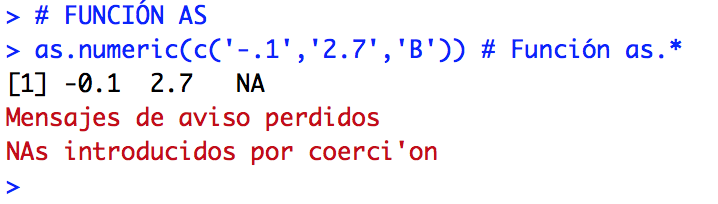 > # FUNCIÓN AS
> as.numeric(c('-.1','2.7','B')) # Función as.*
[1] -0.1  2.7   NA
Mensajes de aviso perdidos
NAs introducidos por coerci'on
>